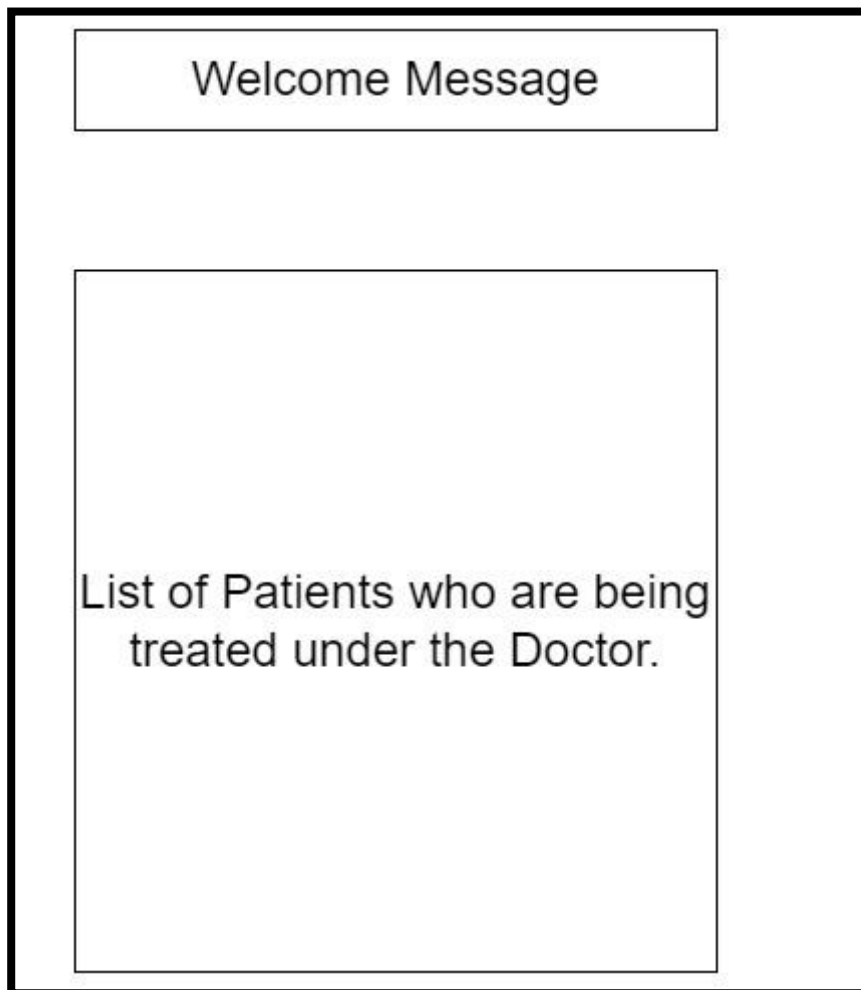 Welcome Message
List of Patients who are being
treated under the Doctor.